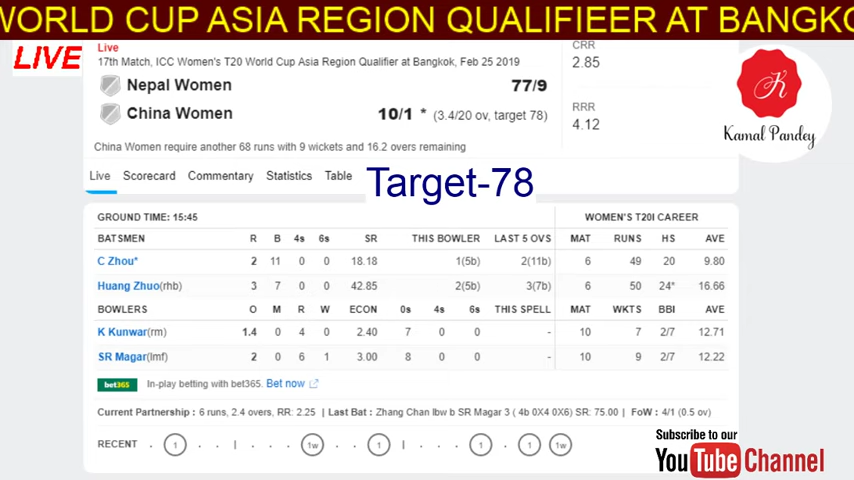 WORLD CUP ASIA REGION QUALIFIEER AT BANGKO
LIVE
Live
17th Match, ICC Women's T20 World Cup Asia Region Qualifier at Bangkok, Feb 25 2019
Nepal Women 77/9
China Women 10/1 * (3.4/20 ov, target 78)
China Women require another 68 runs with 9 wickets and 16.2 overs remaining
CRR
2.85
RRR
4.12
K
Kamal Pandey
Live Scorecard Commentary Statistics Table
Target-78
GROUND TIME: 15:45 WOMEN'S T20I CAREER
BATSMEN R B 4s 6s SR THIS BOWLER LAST 5 OVS MAT RUNS HS AVE
C Zhou* 2 11 0 0 18.18 1(5b) 2(11b) 6 49 20 9.80
Huang Zhuo(rhb) 3 7 0 0 42.85 2(5b) 3(7b) 6 50 24* 16.66
BOWLERS O M R W ECON 0s 4s 6s THIS SPELL MAT WKTS BBI AVE
K Kunwar(rm) 1.4 0 4 0 2.40 7 0 0 - 10 7 2/7 12.71
SR Magar(lmf) 2 0 6 1 3.00 8 0 0 - 10 9 2/7 12.22
bet365 In-play betting with bet365. Bet now
Current Partnership : 6 runs, 2.4 overs, RR: 2.25 | Last Bat : Zhang Chan lbw b SR Magar 3 ( 4b 0X4 0X6) SR: 75.00 | FoW : 4/1 (0.5 ov)
RECENT . 1 . . | . . 1w . . 1 | . . . 1 . 1 1w
Subscribe to our
YouTube Channel